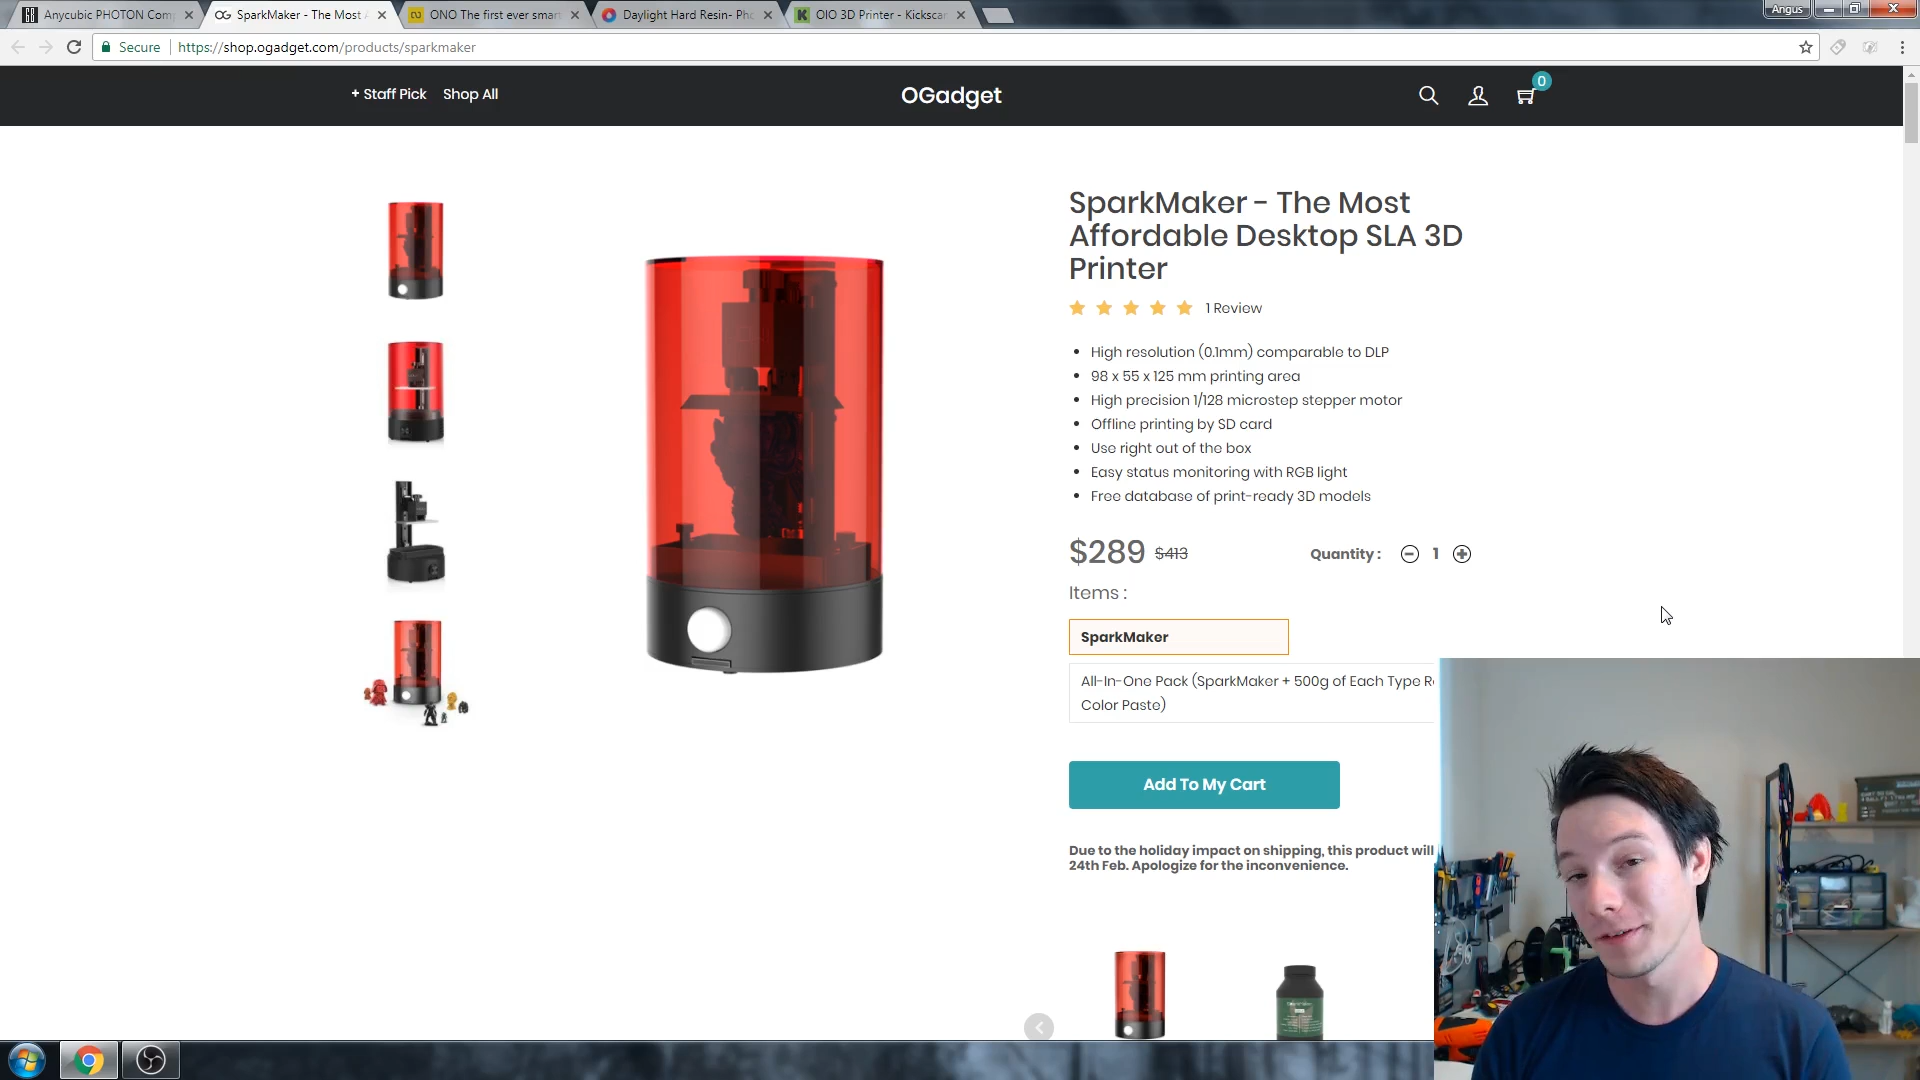 Anycubic PHOTON Comp
SparkMaker - The Most A
ONO The first ever smar
Daylight Hard Resin- Pho
OIO 3D Printer - Kickscam
Angus
Secure
https://shop.ogadget.com/products/sparkmaker
+ Staff Pick
Shop All
OGadget
0
SparkMaker - The Most
Affordable Desktop SLA 3D
Printer
1 Review
High resolution (0.1mm) comparable to DLP
98 x 55 x 125 mm printing area
High precision 1/128 microstep stepper motor
Offline printing by SD card
Use right out of the box
Easy status monitoring with RGB light
Free database of print-ready 3D models
$289 $413
Quantity : 1
Items :
SparkMaker
All-In-One Pack (SparkMaker + 500g of Each Type Re
Color Paste)
Add To My Cart
Due to the holiday impact on shipping, this product will
24th Feb. Apologize for the inconvenience.